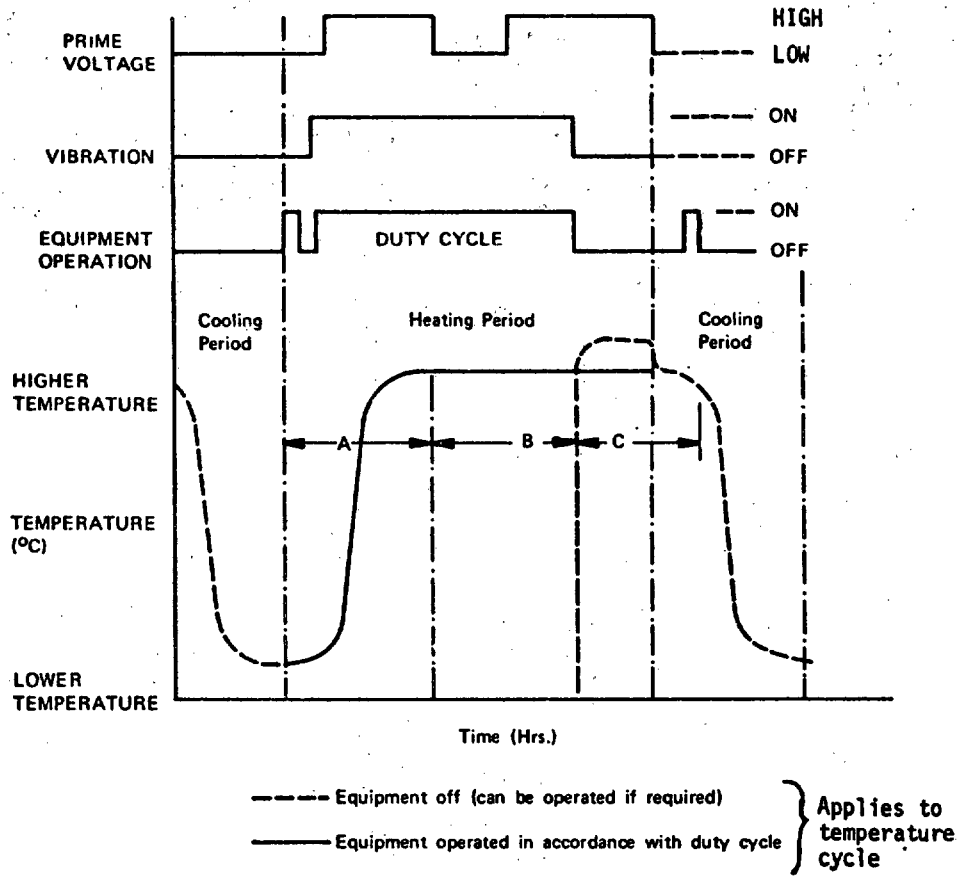 PRIME
VOLTAGE
HIGH
LOW
VIBRATION
ON
OFF
EQUIPMENT
OPERATION
DUTY CYCLE
ON
OFF
Cooling
Period
Heating Period
Cooling
Period
HIGHER
TEMPERATURE
A
B
C
TEMPERATURE
(°C)
LOWER
TEMPERATURE
Time (Hrs.)
Equipment off (can be operated if required)
Equipment operated in accordance with duty cycle
Applies to
temperature
cycle